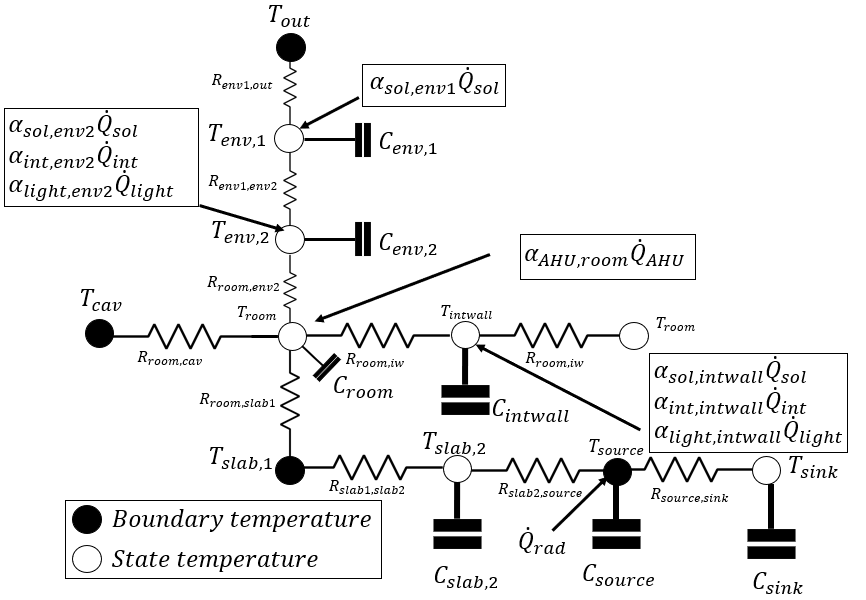 T_out
R_env1,out
α_sol,env1 Q̇_sol
α_sol,env2 Q̇_sol
α_int,env2 Q̇_int
α_light,env2 Q̇_light
T_env,1
C_env,1
R_env1,env2
T_env,2
C_env,2
α_AHU,room Q̇_AHU
R_room,env2
T_cav
T_room
T_intwall
T_room
R_room,cav
R_room,iw
R_room,iw
C_room
α_sol,intwall Q̇_sol
α_int,intwall Q̇_int
α_light,intwall Q̇_light
R_room,slab1
C_intwall
T_slab,1
T_slab,2
T_source
T_sink
R_slab1,slab2
R_slab2,source
R_source,sink
Boundary temperature
State temperature
Q̇_rad
C_slab,2
C_source
C_sink